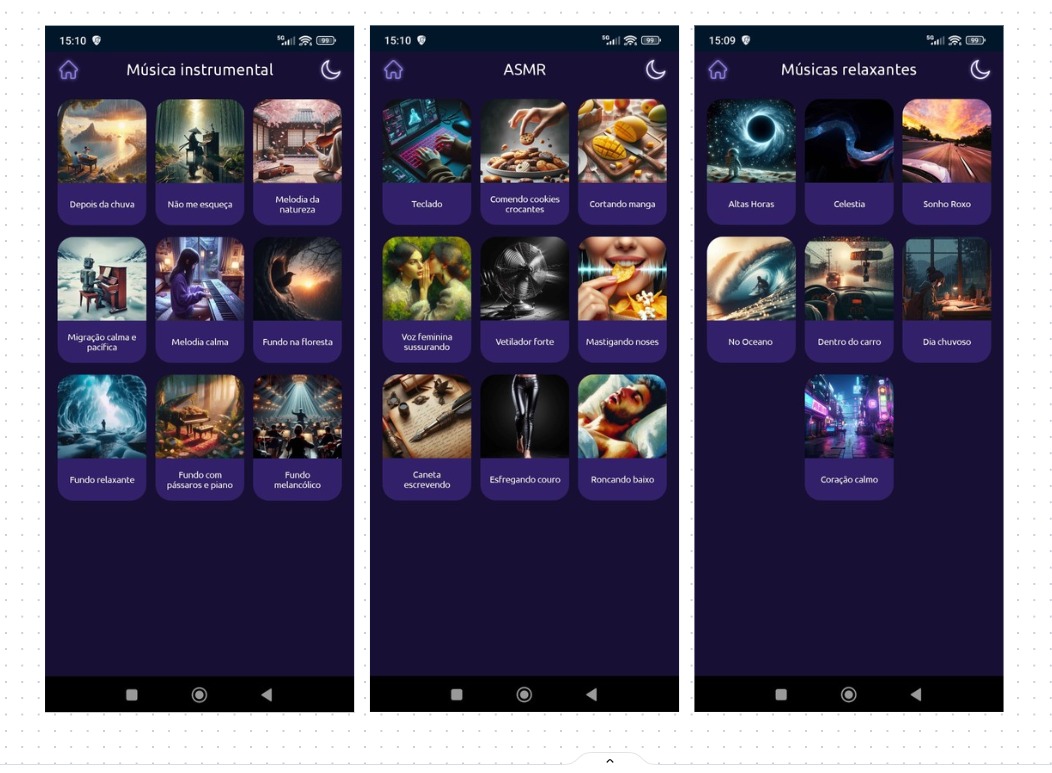 15:10
5G
99
Música instrumental
Depois da chuva
Não me esqueça
Melodia da
natureza
Migração calma e
pacífica
Melodia calma
Fundo na floresta
Fundo relaxante
Fundo com
pássaros e piano
Fundo
melancólico
15:10
5G
99
ASMR
Teclado
Comendo cookies
crocantes
Cortando manga
Voz feminina
sussurando
Vetilador forte
Mastigando noses
Caneta
escrevendo
Esfregando couro
Roncando baixo
15:09
5G
99
Músicas relaxantes
Altas Horas
Celestia
Sonho Roxo
No Oceano
Dentro do carro
Dia chuvoso
Coração calmo